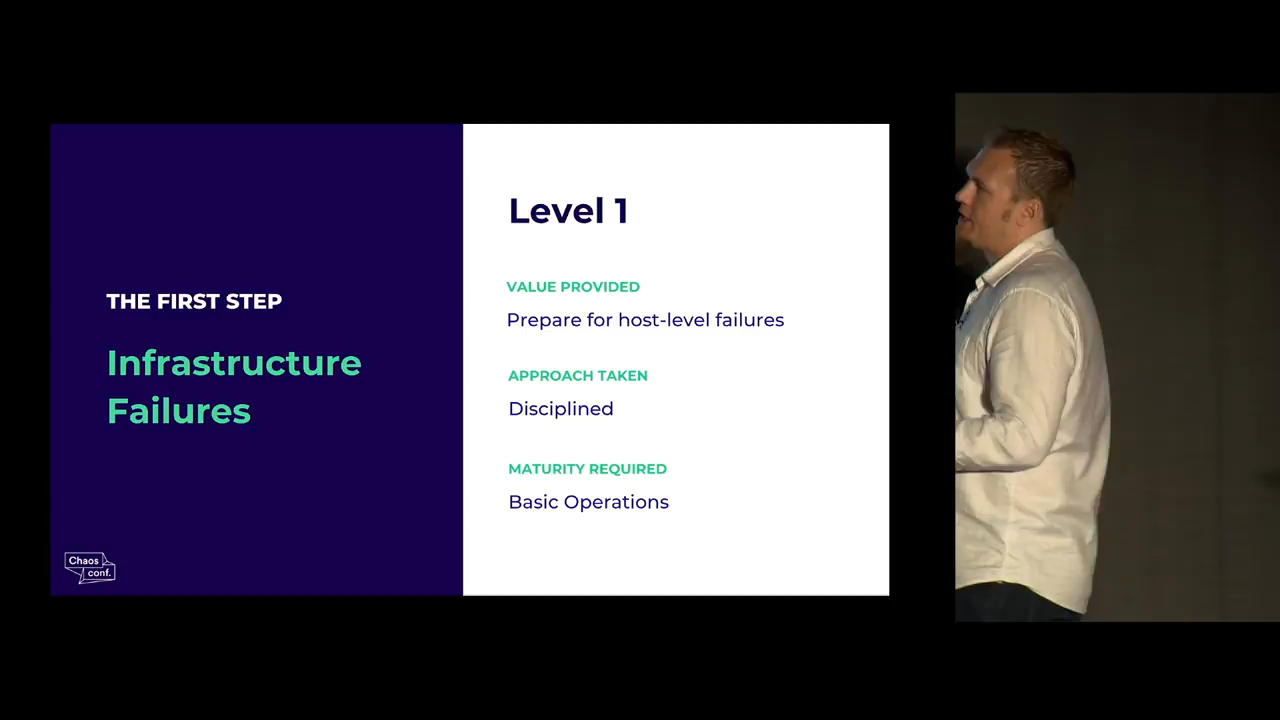 THE FIRST STEP
Infrastructure
Failures
Chaos
conf.
Level 1
VALUE PROVIDED
Prepare for host-level failures
APPROACH TAKEN
Disciplined
MATURITY REQUIRED
Basic Operations